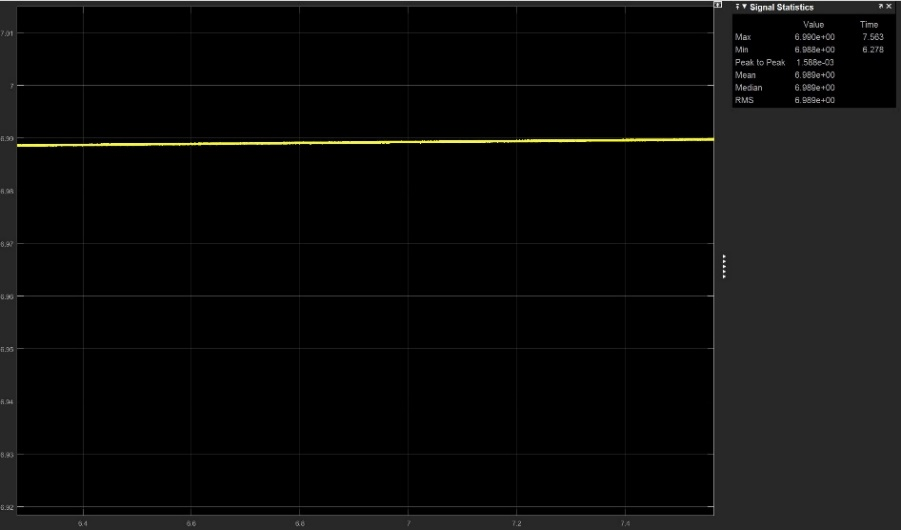 Signal Statistics
Value Time
Max 6.990e+00 7.563
Min 6.988e+00 6.278
Peak to Peak 1.588e-03
Mean 6.989e+00
Median 6.989e+00
RMS 6.989e+00
7.01
7
6.99
6.98
6.97
6.96
6.95
6.94
6.93
6.92
6.4 6.6 6.8 7 7.2 7.4